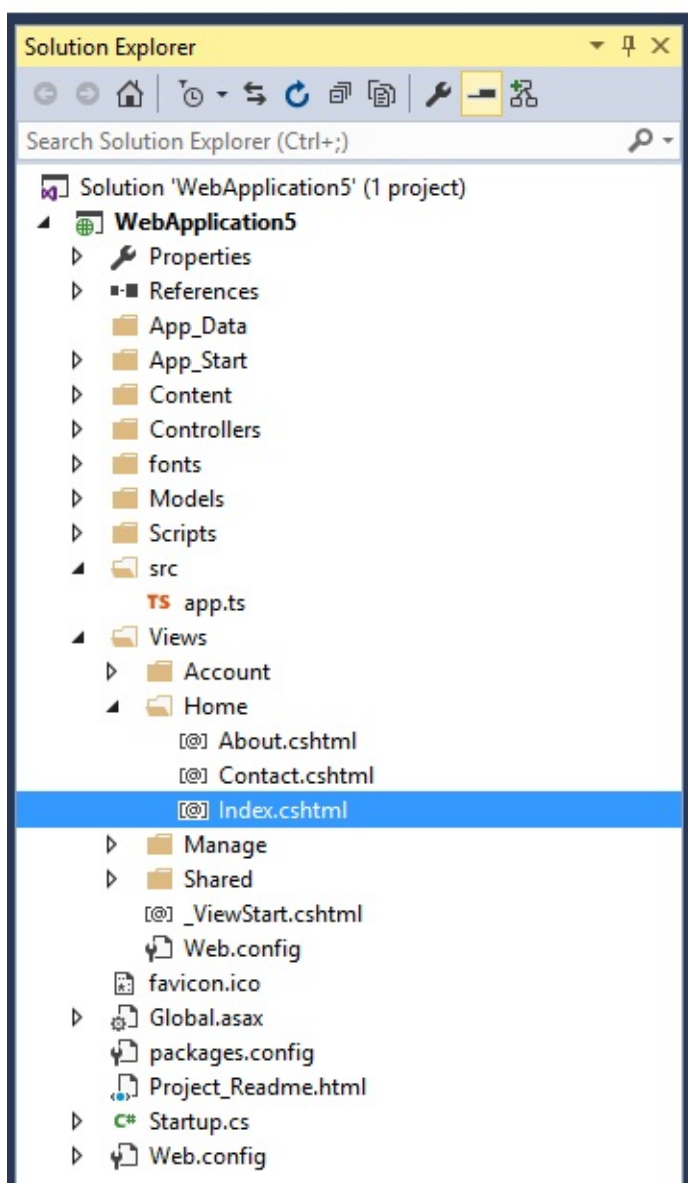 Solution Explorer
Search Solution Explorer (Ctrl+;)
Solution 'WebApplication5' (1 project)
WebApplication5
Properties
References
App_Data
App_Start
Content
Controllers
fonts
Models
Scripts
src
TS app.ts
Views
Account
Home
[@] About.cshtml
[@] Contact.cshtml
[@] Index.cshtml
Manage
Shared
[@] _ViewStart.cshtml
Web.config
favicon.ico
Global.asax
packages.config
Project_Readme.html
C# Startup.cs
Web.config